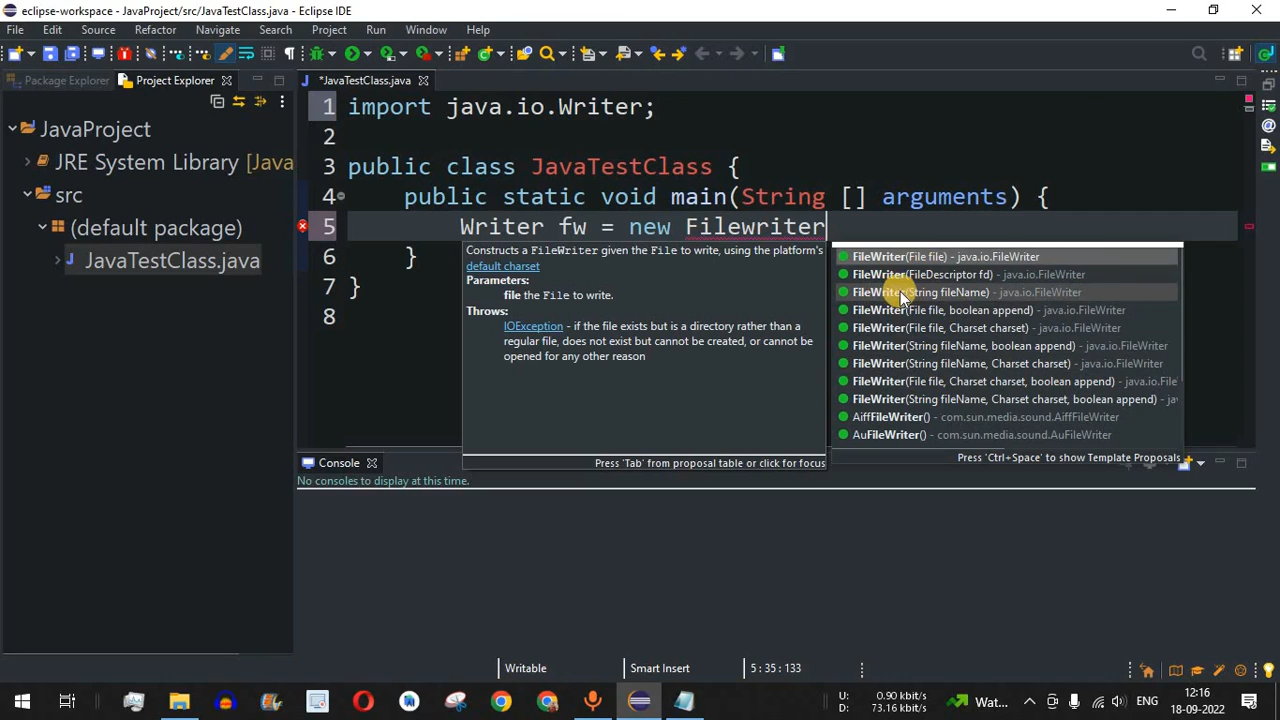 eclipse-workspace - JavaProject/src/JavaTestClass.java - Eclipse IDE
File Edit Source Refactor Navigate Search Project Run Window Help
Package Explorer Project Explorer *JavaTestClass.java
JavaProject
JRE System Library [Java
src
(default package)
JavaTestClass.java
1 import java.io.Writer;
2
3 public class JavaTestClass {
4 public static void main(String [] arguments) {
5 Writer fw = new Filewriter
6 }
7 }
8
Constructs a FileWriter given the File to write, using the platform's
default charset
Parameters:
file the File to write.
Throws:
IOException - if the file exists but is a directory rather than a
regular file, does not exist but cannot be created, or cannot be
opened for any other reason
Press 'Tab' from proposal table or click for focus
FileWriter(File file) - java.io.FileWriter
FileWriter(FileDescriptor fd) - java.io.FileWriter
FileWriter(String fileName) - java.io.FileWriter
FileWriter(File file, boolean append) - java.io.FileWriter
FileWriter(File file, Charset charset) - java.io.FileWriter
FileWriter(String fileName, boolean append) - java.io.FileWriter
FileWriter(String fileName, Charset charset) - java.io.FileWriter
FileWriter(File file, Charset charset, boolean append) - java.io.File
FileWriter(String fileName, Charset charset, boolean append) - jav
AiffFileWriter() - com.sun.media.sound.AiffFileWriter
AuFileWriter() - com.sun.media.sound.AuFileWriter
Press 'Ctrl+Space' to show Template Proposals
Console
No consoles to display at this time.
Writable Smart Insert 5 : 35 : 133
U: 0.90 kbit/s
D: 73.16 kbit/s
Wat...
ENG
12:16
18-09-2022